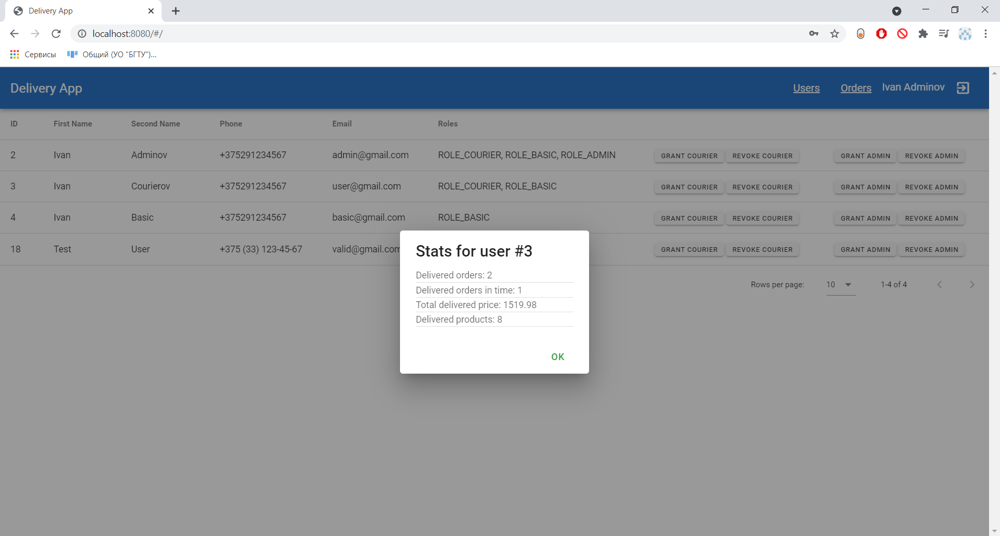 Delivery App
localhost:8080/#/
Сервисы
Общий (УО "БГТУ")...
Delivery App Users Orders Ivan Adminov
ID First Name Second Name Phone Email Roles
2 Ivan Adminov +375291234567 admin@gmail.com ROLE_COURIER, ROLE_BASIC, ROLE_ADMIN GRANT COURIER REVOKE COURIER GRANT ADMIN REVOKE ADMIN
3 Ivan Courierov +375291234567 user@gmail.com ROLE_COURIER, ROLE_BASIC GRANT COURIER REVOKE COURIER GRANT ADMIN REVOKE ADMIN
4 Ivan Basic +375291234567 basic@gmail.com ROLE_BASIC GRANT COURIER REVOKE COURIER GRANT ADMIN REVOKE ADMIN
18 Test User +375 (33) 123-45-67 valid@gmail.com GRANT COURIER REVOKE COURIER GRANT ADMIN REVOKE ADMIN
Rows per page: 10 1-4 of 4
Stats for user #3
Delivered orders: 2
Delivered orders in time: 1
Total delivered price: 1519.98
Delivered products: 8
OK